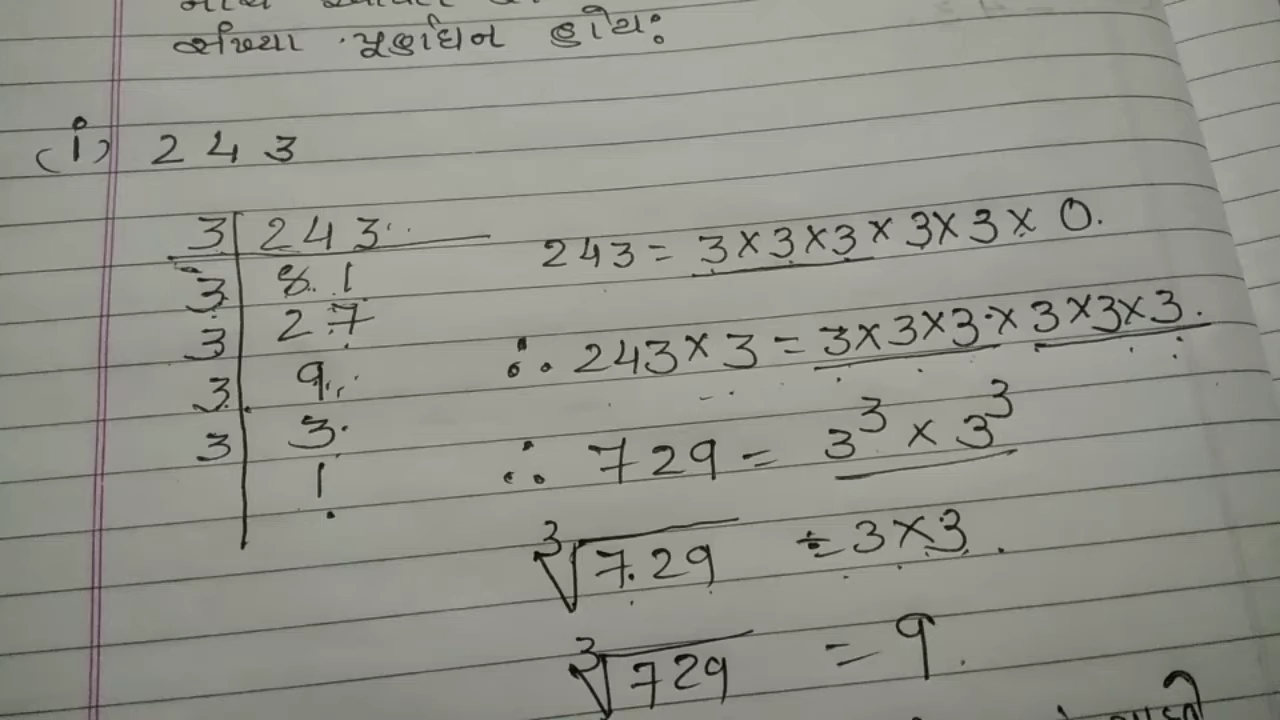 સંખ્યા પૂર્ણઘન હોય:
(i) 243
3 | 243
3 | 81
3 | 27
3 | 9
3 | 3
1
243 = 3 × 3 × 3 × 3 × 3 × 0.
∴ 243 × 3 = 3 × 3 × 3 × 3 × 3 × 3.
∴ 729 = 3³ × 3³
∛729 = 3 × 3.
∛729 = 9.